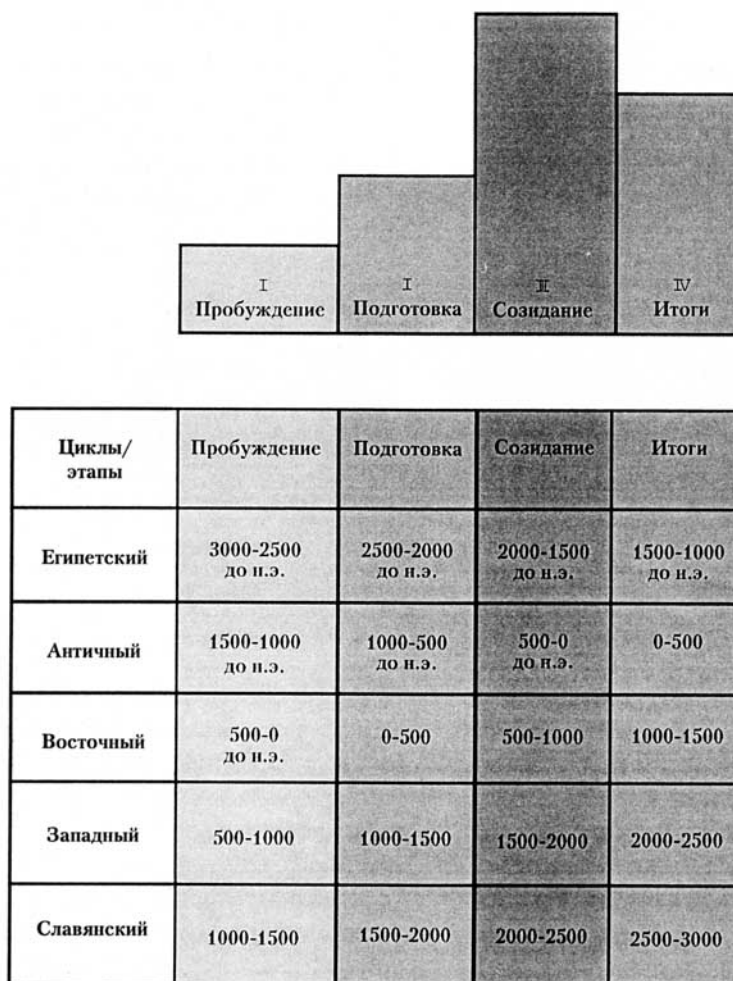 I I III IV
Пробуждение Подготовка Созидание Итоги
Циклы/ Пробуждение Подготовка Созидание Итоги
этапы
Египетский 3000-2500 2500-2000 2000-1500 1500-1000
до н.э. до н.э. до н.э. до н.э.
Античный 1500-1000 1000-500 500-0 0-500
до н.э. до н.э. до н.э.
Восточный 500-0 0-500 500-1000 1000-1500
до н.э.
Западный 500-1000 1000-1500 1500-2000 2000-2500
Славянский 1000-1500 1500-2000 2000-2500 2500-3000